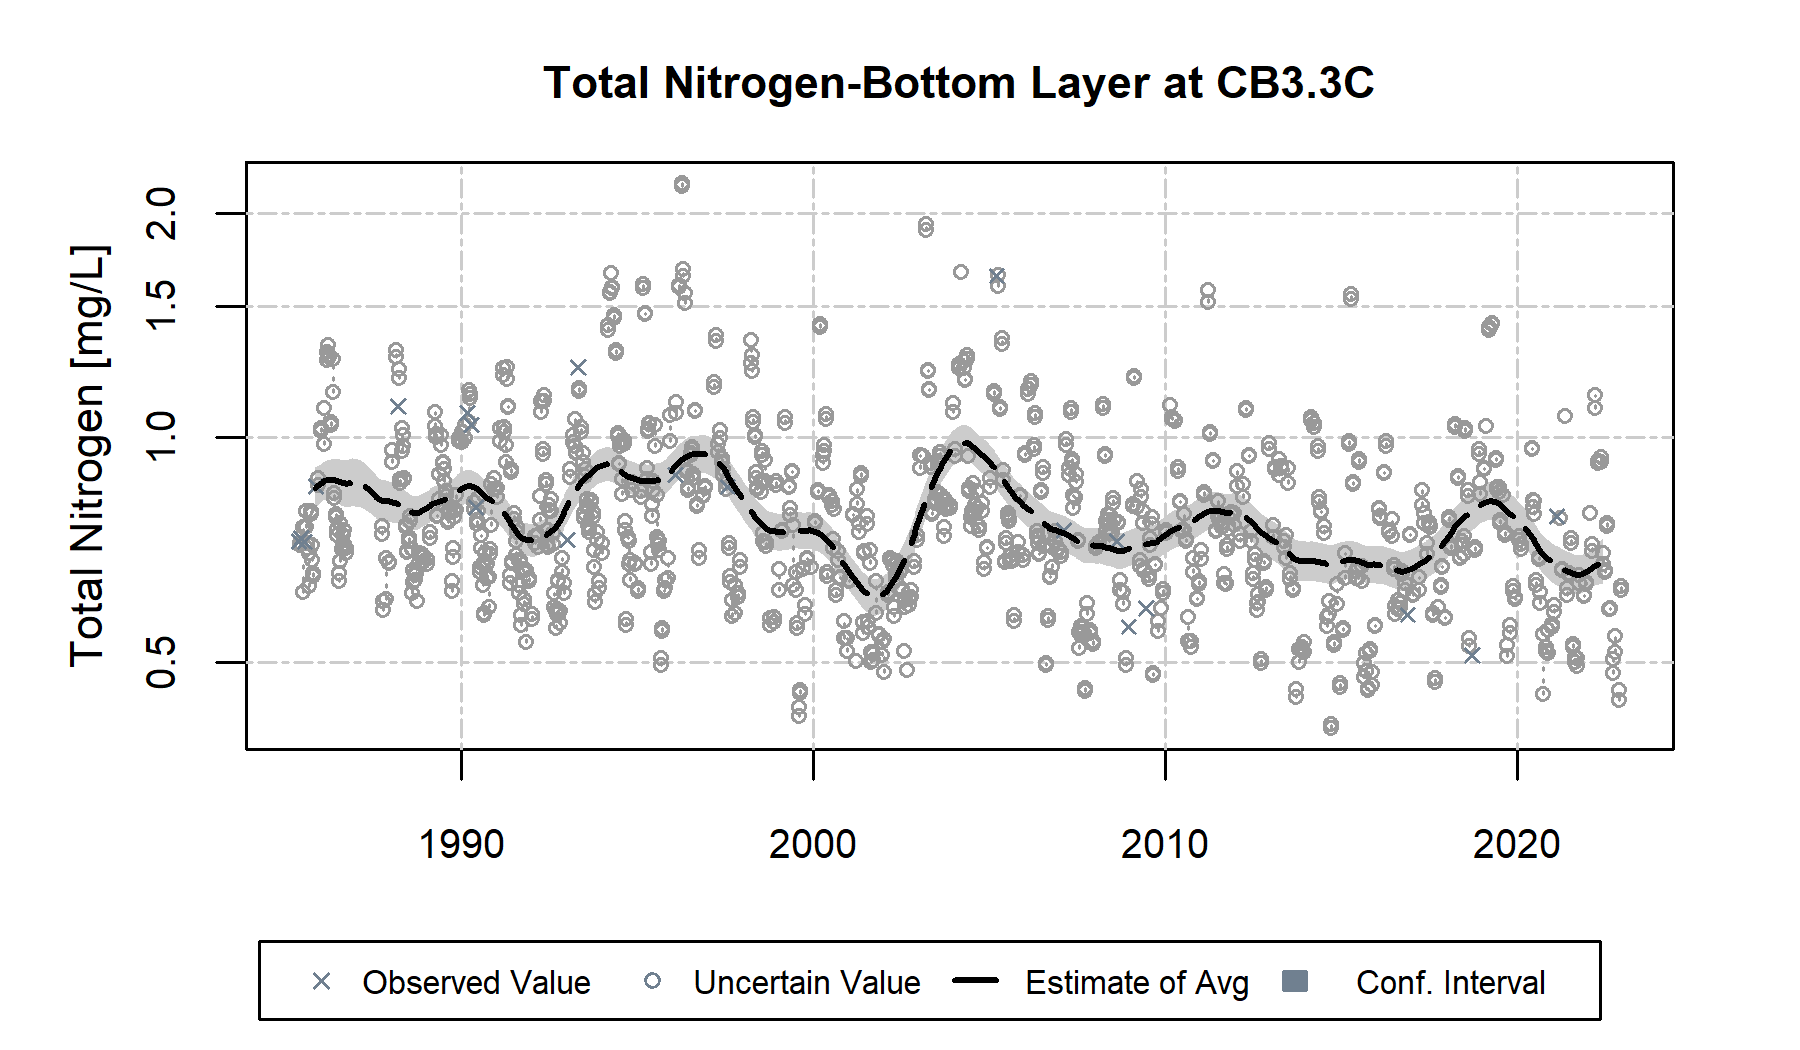 Total Nitrogen-Bottom Layer at CB3.3C
Total Nitrogen [mg/L]
2.0
1.5
1.0
0.5
1990 2000 2010 2020
Observed Value Uncertain Value Estimate of Avg Conf. Interval